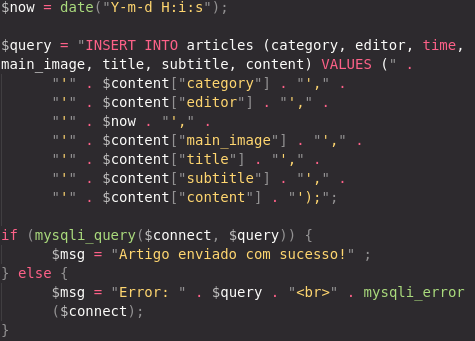 $now = date("Y-m-d H:i:s");
$query = "INSERT INTO articles (category, editor, time,
main_image, title, subtitle, content) VALUES (" .
"'" . $content["category"] . "'," .
"'" . $content["editor"] . "'," .
"'" . $now . "'," .
"'" . $content["main_image"] . "'," .
"'" . $content["title"] . "'," .
"'" . $content["subtitle"] . "'," .
"'" . $content["content"] . "');";
if (mysqli_query($connect, $query)) {
$msg = "Artigo enviado com sucesso!" ;
} else {
$msg = "Error: " . $query . "<br>" . mysqli_error
($connect);
}